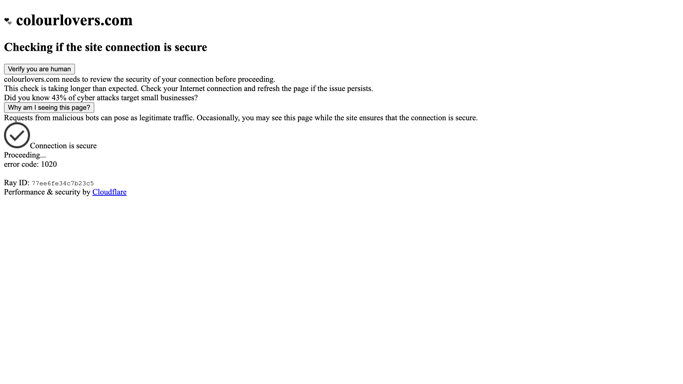 colourlovers.com
Checking if the site connection is secure
Verify you are human
colourlovers.com needs to review the security of your connection before proceeding.
This check is taking longer than expected. Check your Internet connection and refresh the page if the issue persists.
Did you know 43% of cyber attacks target small businesses?
Why am I seeing this page?
Requests from malicious bots can pose as legitimate traffic. Occasionally, you may see this page while the site ensures that the connection is secure.
Connection is secure
Proceeding...
error code: 1020
Ray ID: 77ee6fe34c7b23c5
Performance & security by Cloudflare